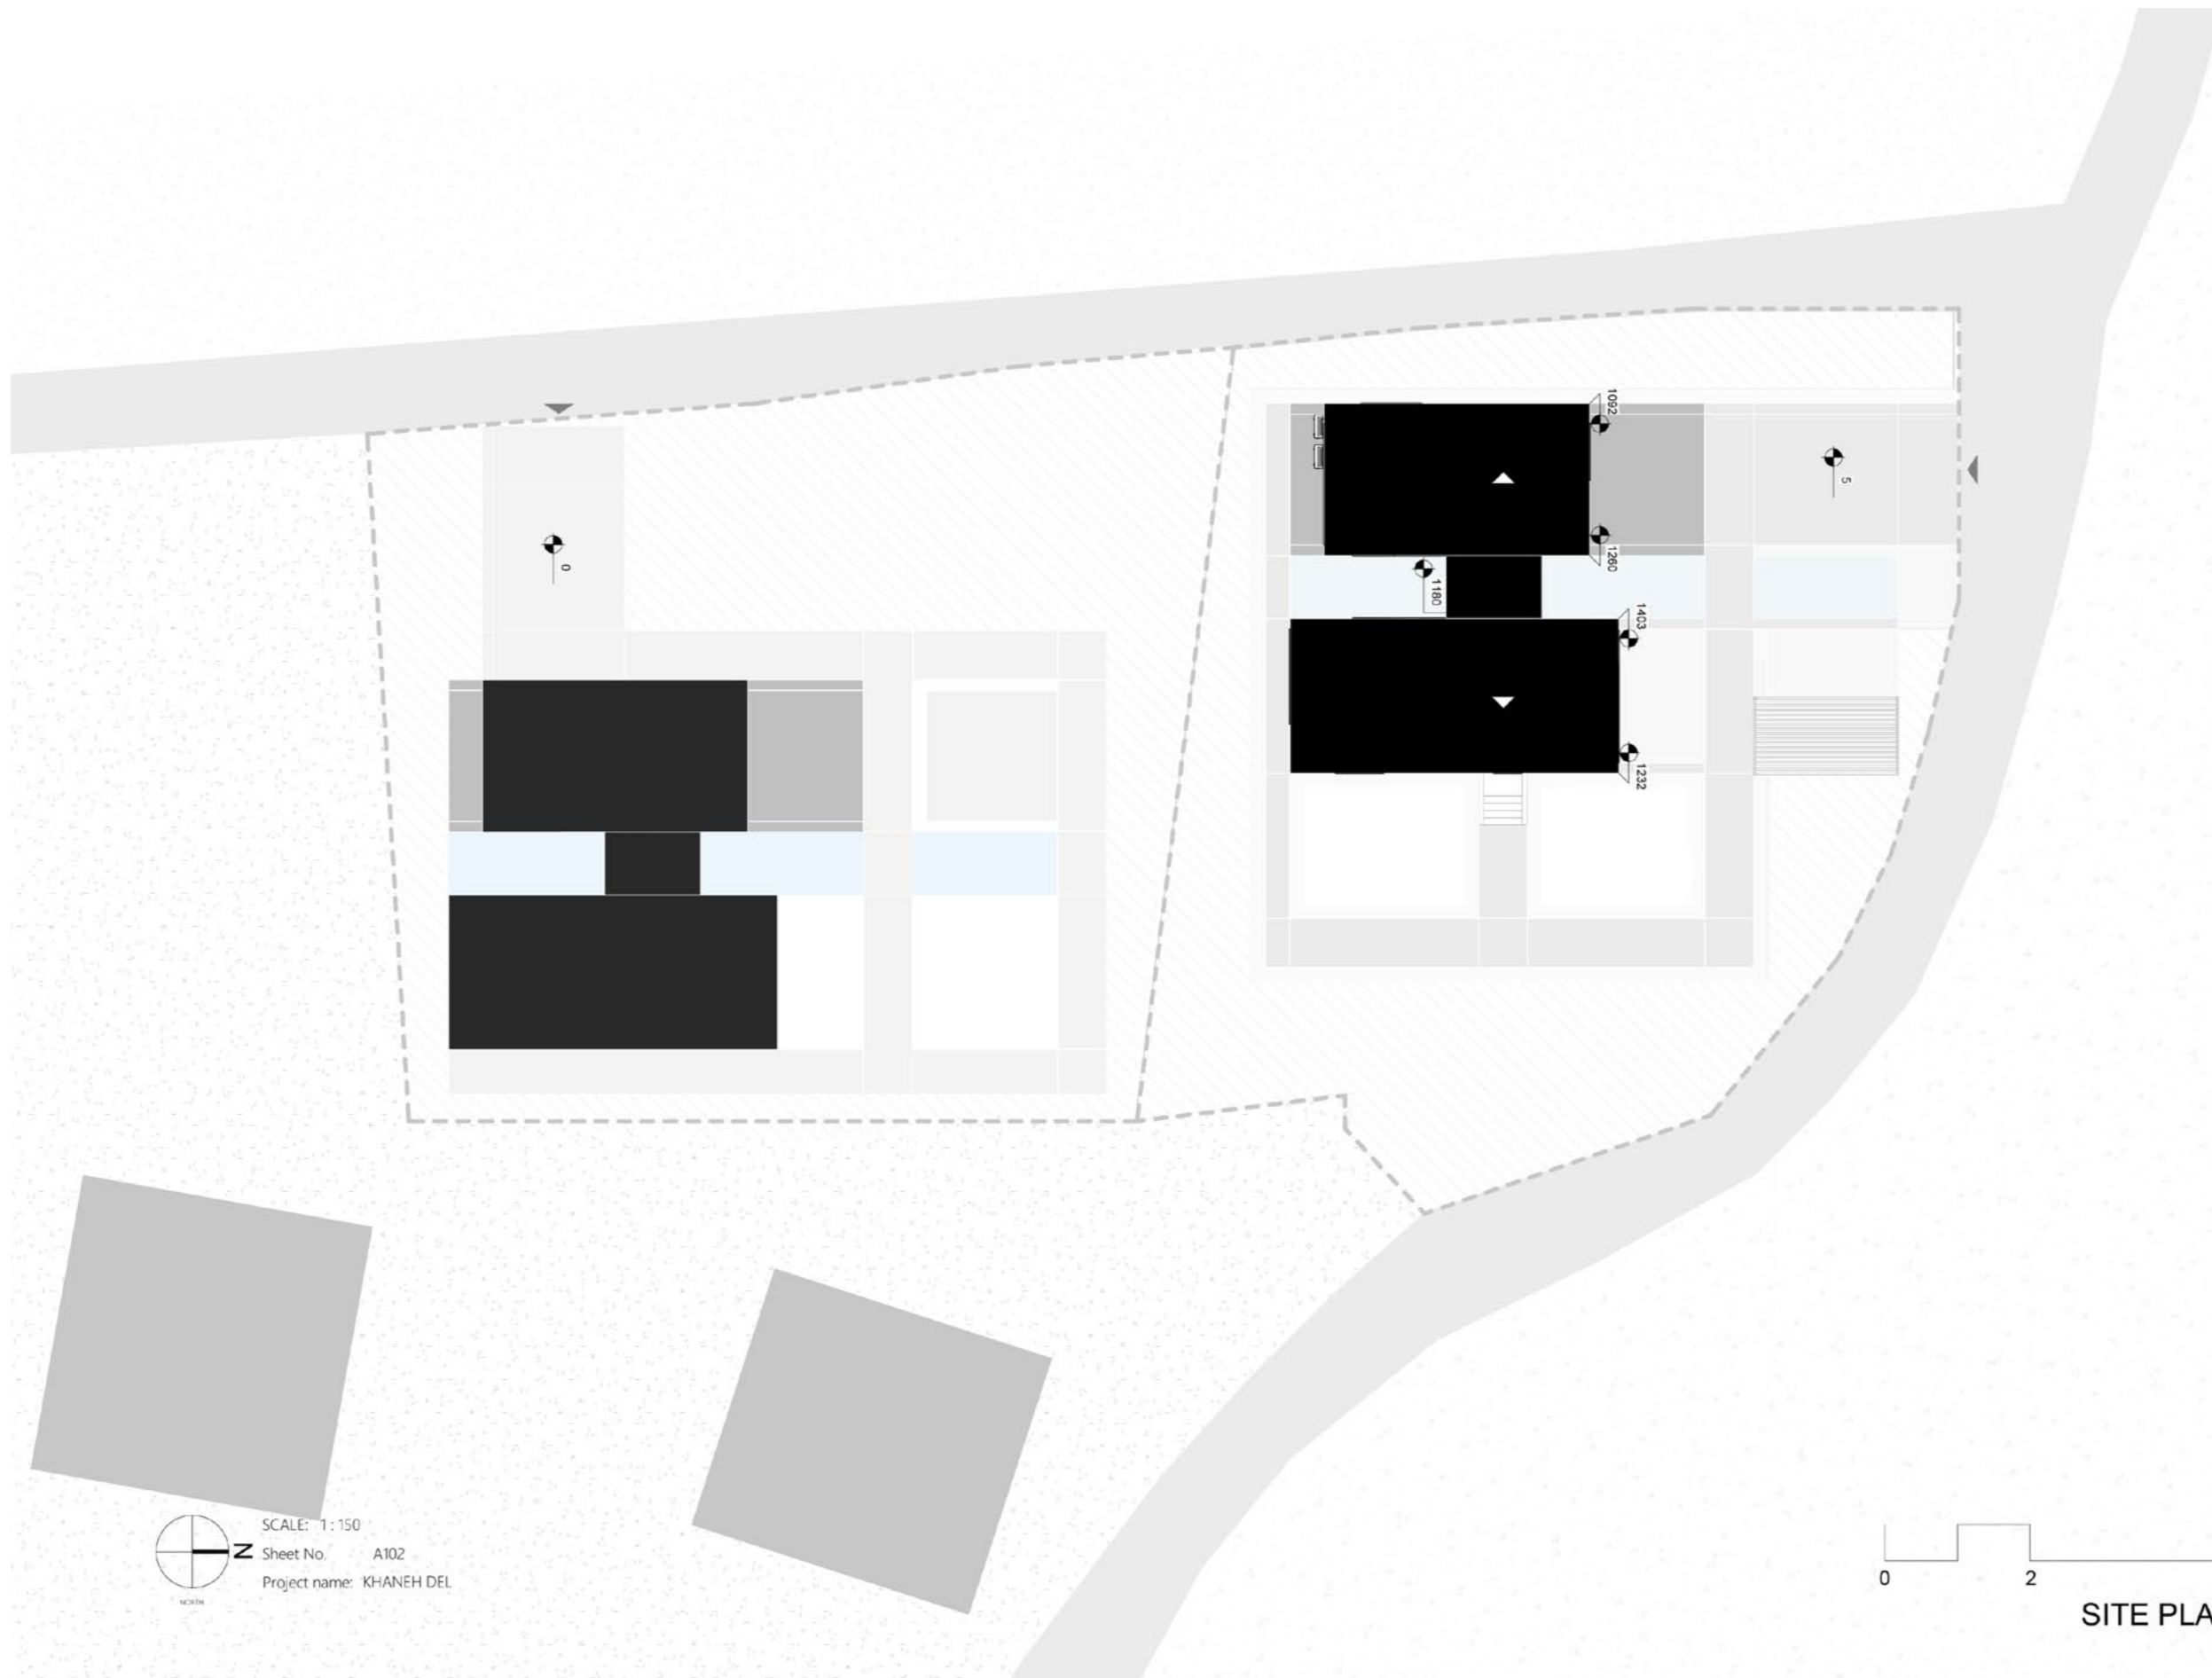 1092
5
1260
0
1180
1403
1232
N
SCALE: 1 : 150
Sheet No. A102
Project name: KHANEH DEL
NORTH
0 2
SITE PLA